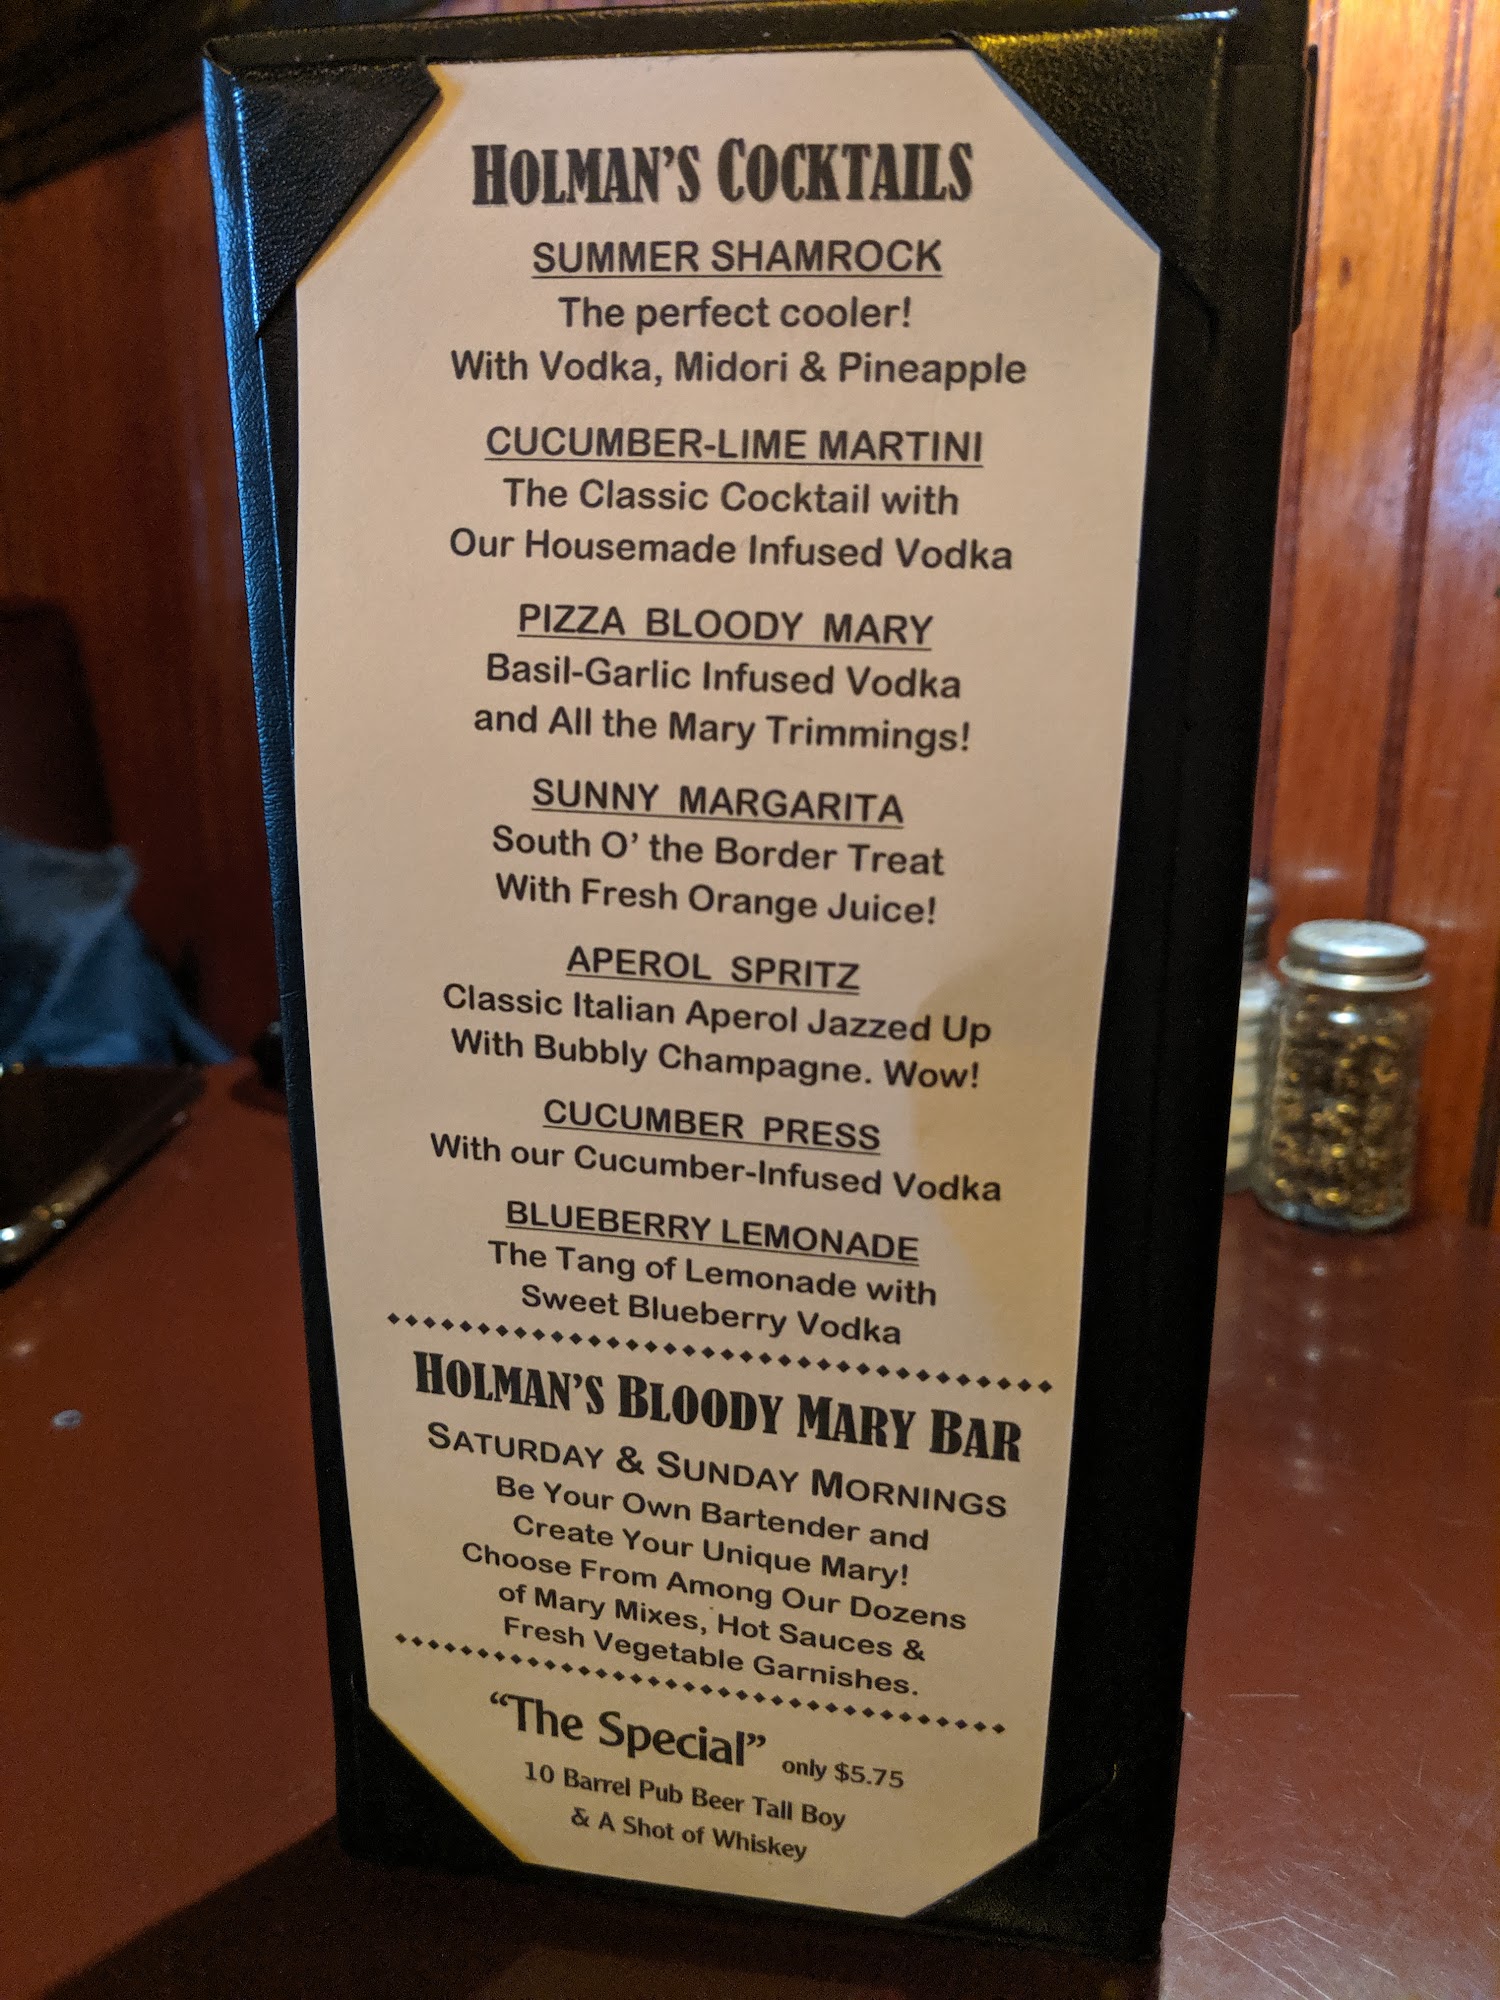 HOLMAN'S COCKTAILS
SUMMER SHAMROCK
The perfect cooler!
With Vodka, Midori & Pineapple
CUCUMBER-LIME MARTINI
The Classic Cocktail with
Our Housemade Infused Vodka
PIZZA BLOODY MARY
Basil-Garlic Infused Vodka
and All the Mary Trimmings!
SUNNY MARGARITA
South O' the Border Treat
With Fresh Orange Juice!
APEROL SPRITZ
Classic Italian Aperol Jazzed Up
With Bubbly Champagne. Wow!
CUCUMBER PRESS
With our Cucumber-Infused Vodka
BLUEBERRY LEMONADE
The Tang of Lemonade with
Sweet Blueberry Vodka
HOLMAN'S BLOODY MARY BAR
SATURDAY & SUNDAY MORNINGS
Be Your Own Bartender and
Create Your Unique Mary!
Choose From Among Our Dozens
of Mary Mixes, Hot Sauces &
Fresh Vegetable Garnishes.
"The Special" only $5.75
10 Barrel Pub Beer Tall Boy
& A Shot of Whiskey